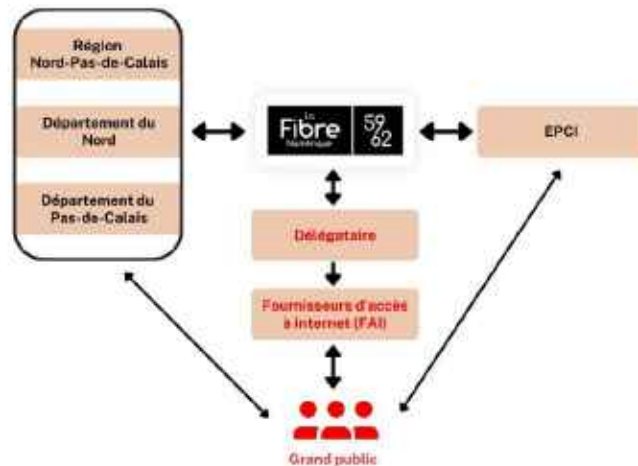 Région
Nord-Pas-de-Calais
Département du
Nord
Département du
Pas-de-Calais
La
Fibre
Numérique
59
62
EPCI
Délégataire
Fournisseurs d'accès
à internet (FAI)
Grand public